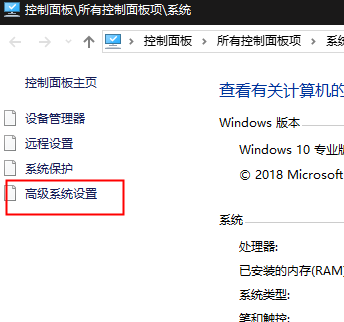 控制面板\所有控制面板项\系统
控制面板 所有控制面板项 系统
控制面板主页
设备管理器
远程设置
系统保护
高级系统设置
查看有关计算机的
Windows 版本
Windows 10 专业版
© 2018 Microsoft
系统
处理器:
已安装的内存(RAM)
系统类型:
笔和触控: